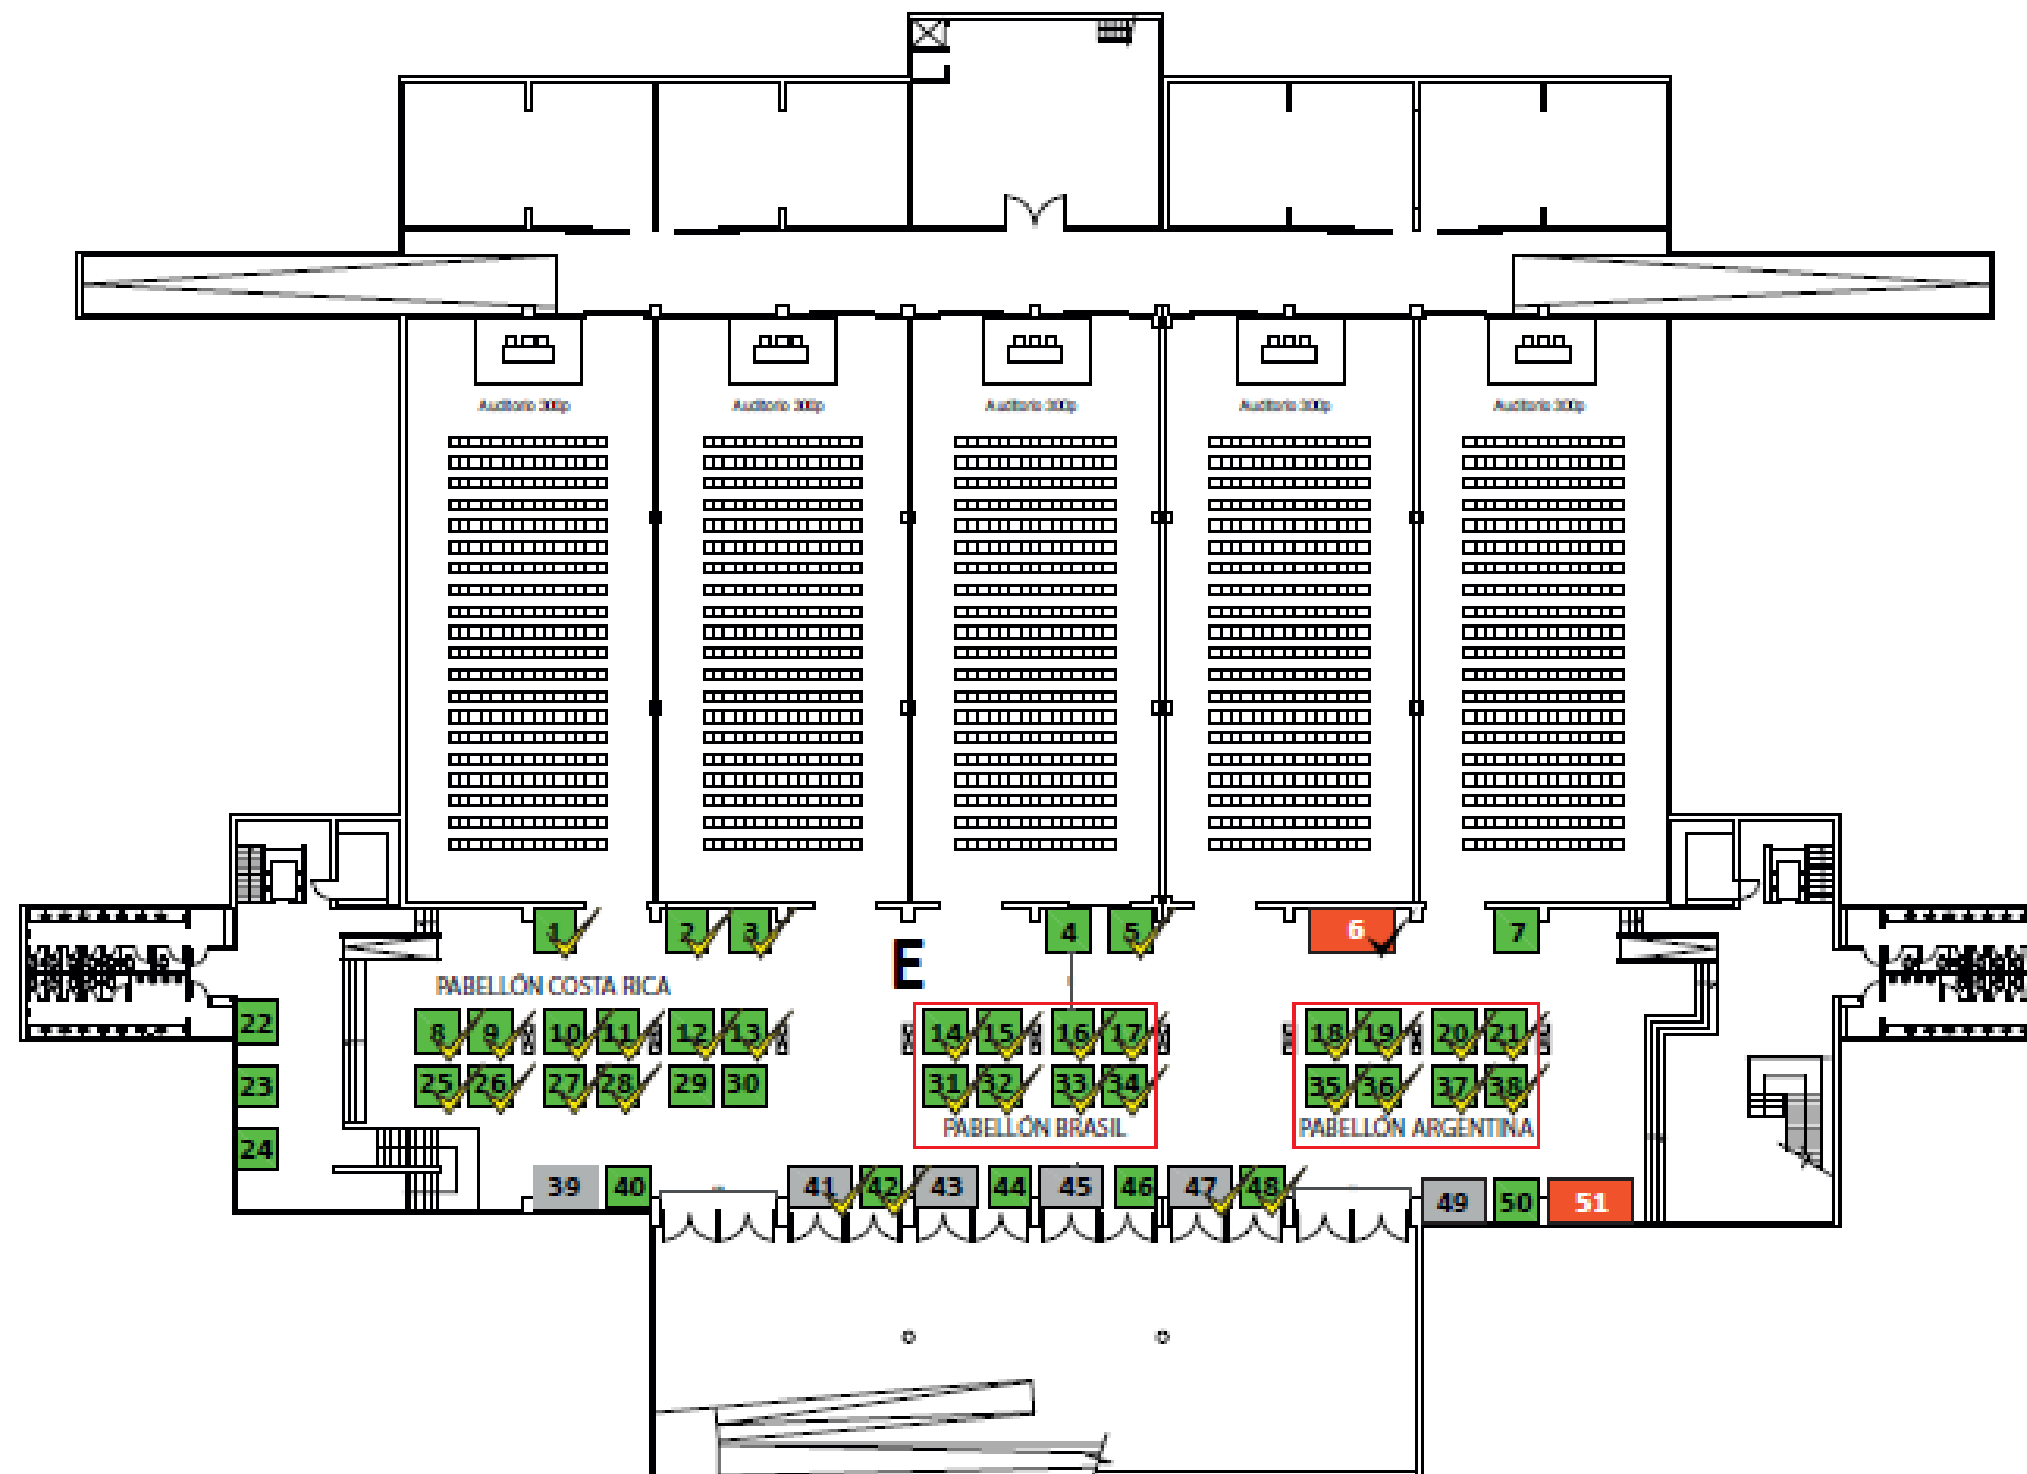 Auditorio 300p Auditorio 300p Auditorio 300p Auditorio 300p Auditorio 300p
1 2 3 4 5 6 7
E
PABELLÓN COSTA RICA
8 9 10 11 12 13 14 15 16 17 18 19 20 21
22
25 26 27 28 29 30 31 32 33 34 35 36 37 38
23
PABELLÓN BRASIL PABELLÓN ARGENTINA
24
39 40 41 42 43 44 45 46 47 48 49 50 51